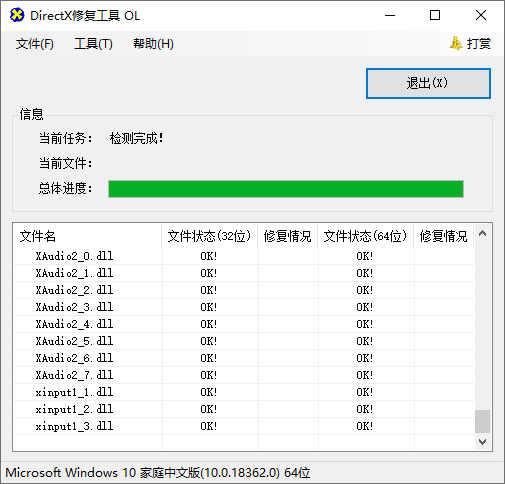 DirectX修复工具 OL
文件(F) 工具(T) 帮助(H) 打赏
退出(X)
信息
当前任务： 检测完成！
当前文件：
总体进度：
文件名 文件状态(32位) 修复情况 文件状态(64位) 修复情况
XAudio2_0.dll OK! OK!
XAudio2_1.dll OK! OK!
XAudio2_2.dll OK! OK!
XAudio2_3.dll OK! OK!
XAudio2_4.dll OK! OK!
XAudio2_5.dll OK! OK!
XAudio2_6.dll OK! OK!
XAudio2_7.dll OK! OK!
xinput1_1.dll OK! OK!
xinput1_2.dll OK! OK!
xinput1_3.dll OK! OK!
Microsoft Windows 10 家庭中文版(10.0.18362.0) 64位